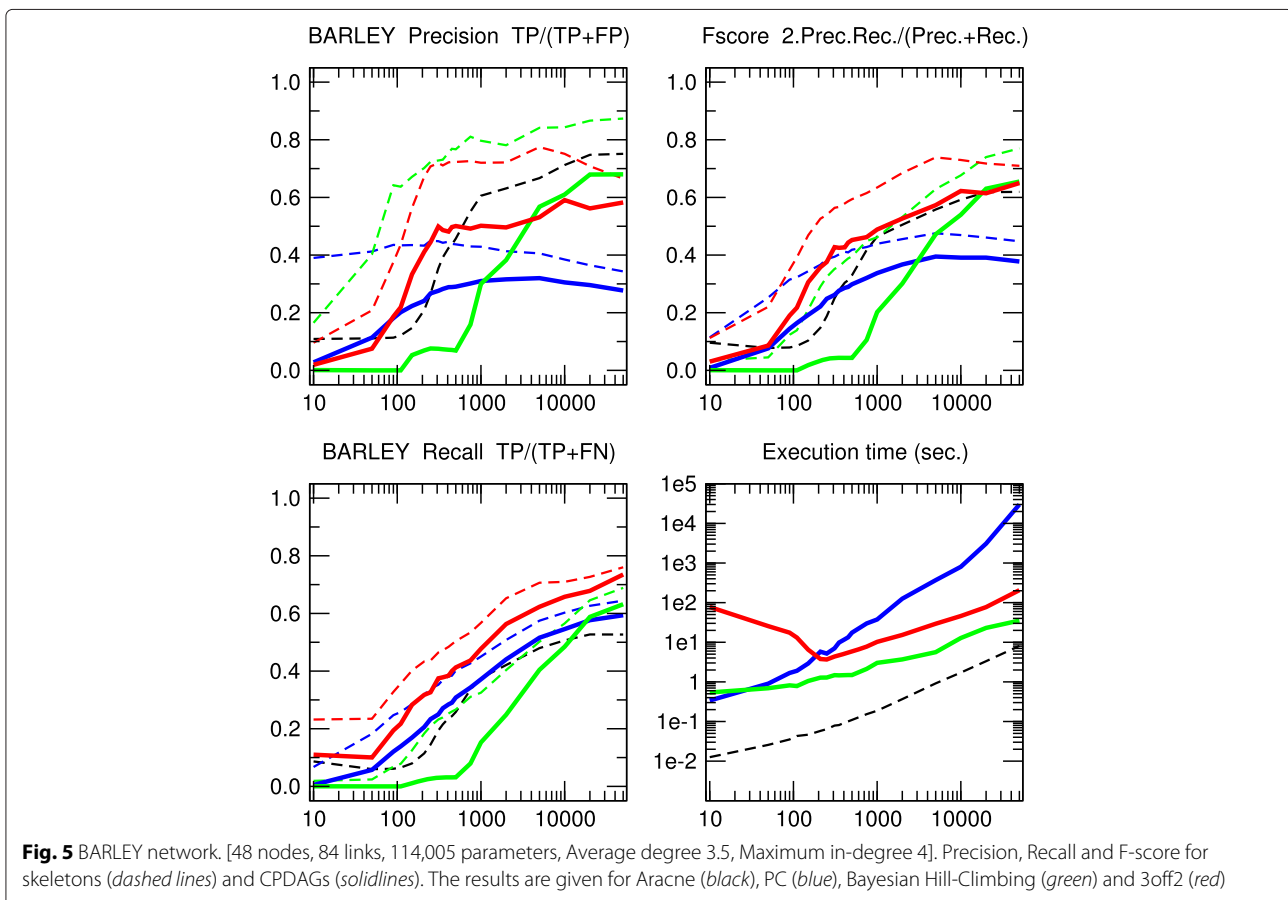 BARLEY Precision TP/(TP+FP)
1.0
0.8
0.6
0.4
0.2
0.0
10 100 1000 10000
Fscore 2.Prec.Rec./(Prec.+Rec.)
1.0
0.8
0.6
0.4
0.2
0.0
10 100 1000 10000
BARLEY Recall TP/(TP+FN)
1.0
0.8
0.6
0.4
0.2
0.0
10 100 1000 10000
Execution time (sec.)
1e5
1e4
1e3
1e2
1e1
1
1e-1
1e-2
10 100 1000 10000
Fig. 5 BARLEY network. [48 nodes, 84 links, 114,005 parameters, Average degree 3.5, Maximum in-degree 4]. Precision, Recall and F-score for
skeletons (dashed lines) and CPDAGs (solidlines). The results are given for Aracne (black), PC (blue), Bayesian Hill-Climbing (green) and 3off2 (red)